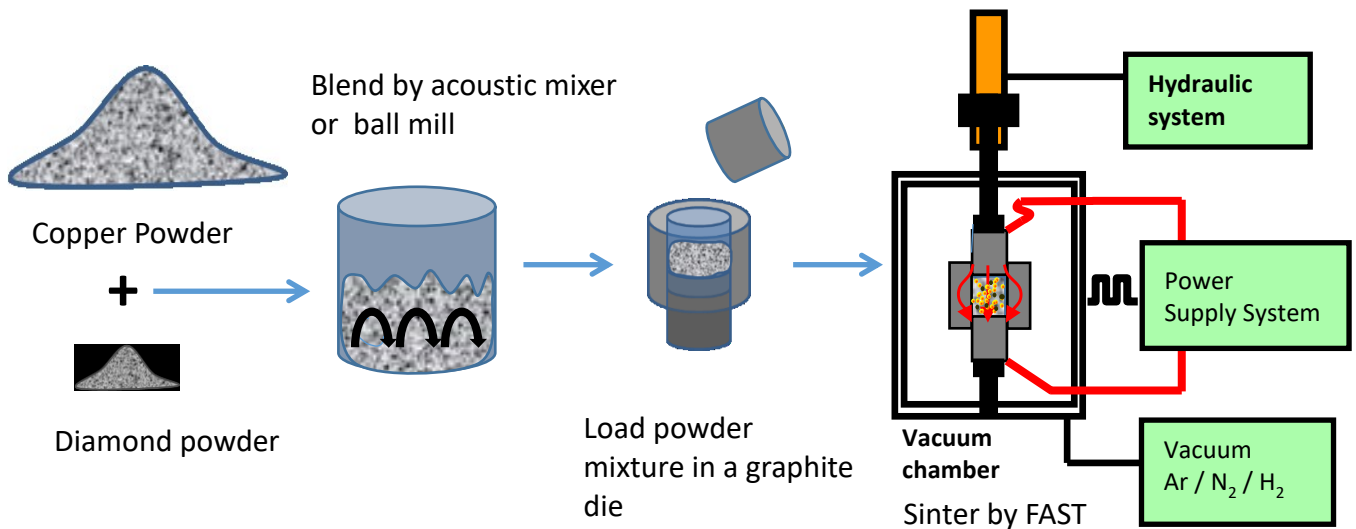 Copper Powder
+
Diamond powder
Blend by acoustic mixer
or ball mill
Load powder
mixture in a graphite
die
Hydraulic
system
Power
Supply System
Vacuum
chamber
Vacuum
Ar / N₂ / H₂
Sinter by FAST